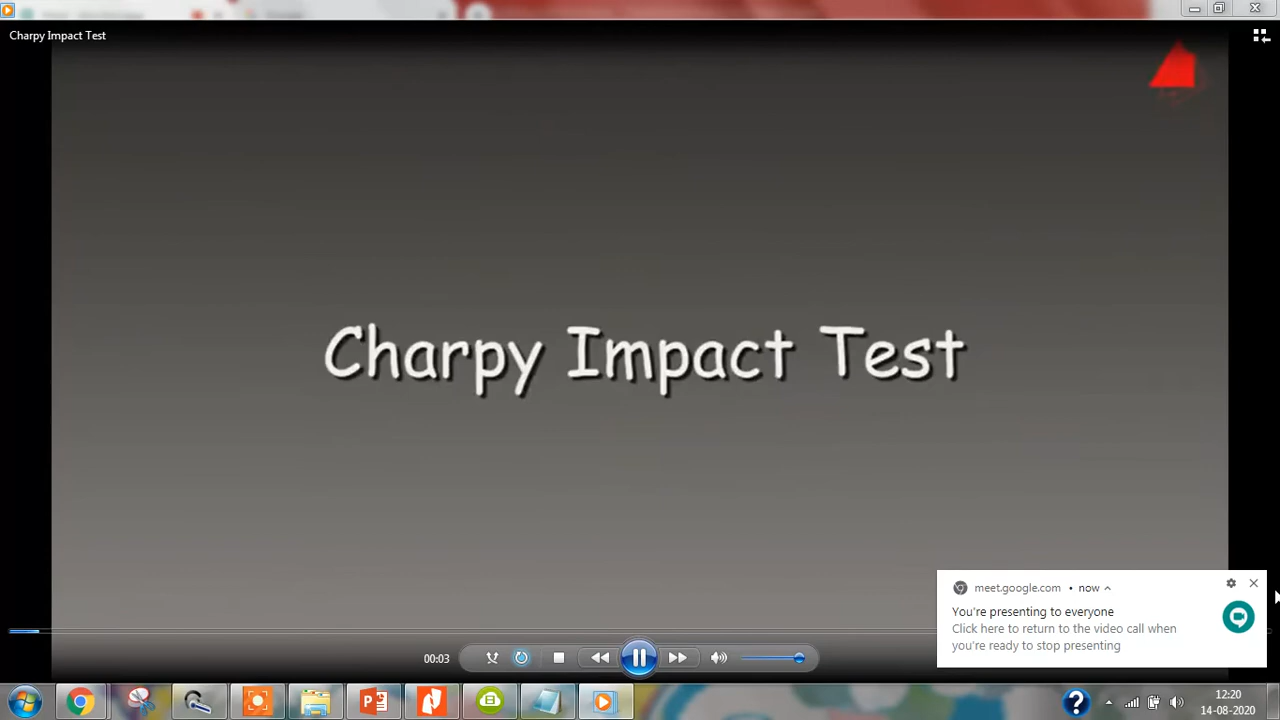 Charpy Impact Test
Charpy Impact Test
meet.google.com • now
You're presenting to everyone
Click here to return to the video call when
you're ready to stop presenting
00:03
12:20
14-08-2020